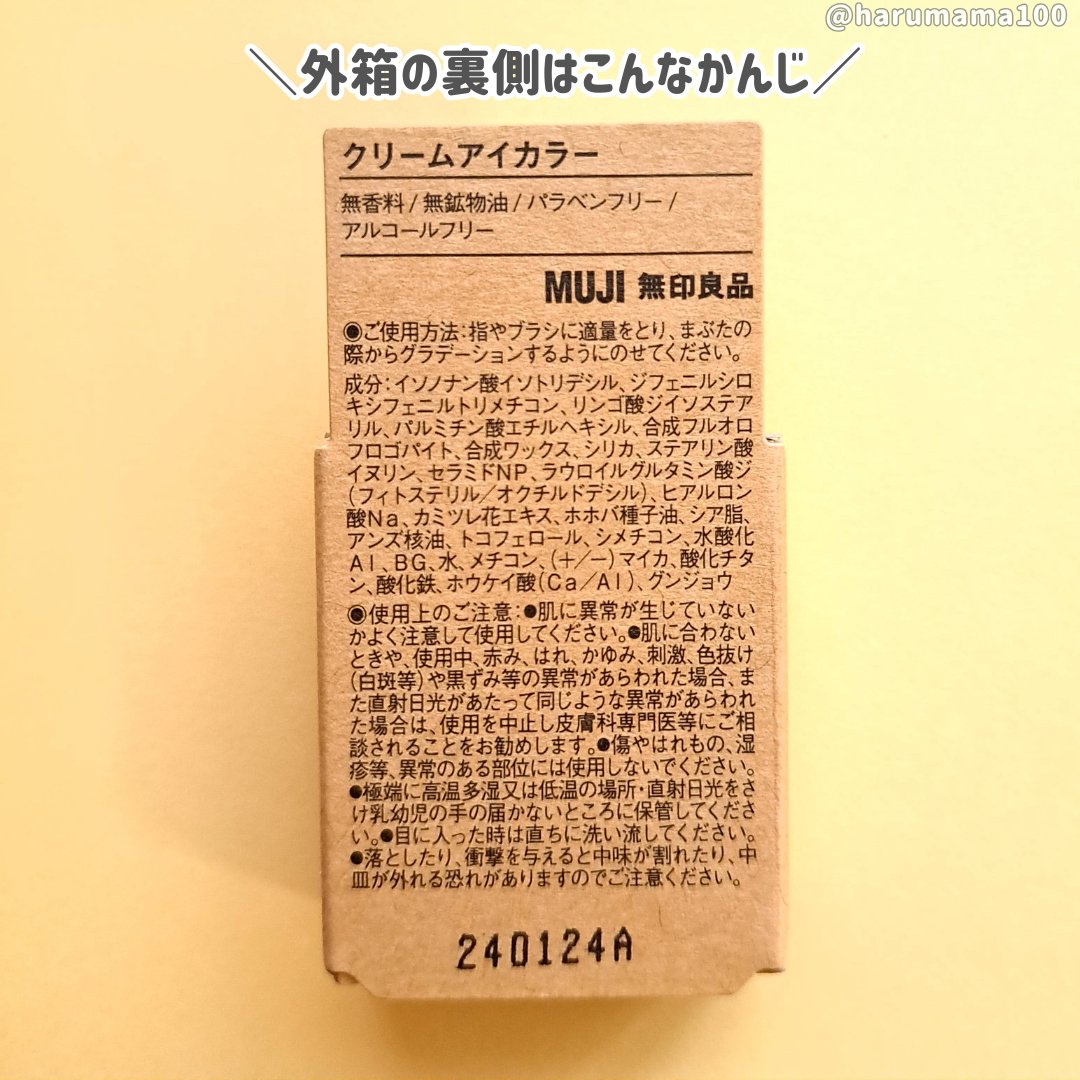 @harumama100
＼外箱の裏側はこんなかんじ／
クリームアイカラー
無香料/無鉱物油/パラベンフリー/
アルコールフリー
MUJI 無印良品
◉ご使用方法:指やブラシに適量をとり、まぶたの
際からグラデーションするようにのせてください。
成分:イソノナン酸イソトリデシル、ジフェニルシロ
キシフェニルトリメチコン、リンゴ酸ジイソステア
リル、パルミチン酸エチルヘキシル、合成フルオロ
フロゴパイト、合成ワックス、シリカ、ステアリン酸
イヌリン、セラミドNP、ラウロイルグルタミン酸ジ
(フィトステリル／オクチルドデシル)、ヒアルロン
酸Na、カミツレ花エキス、ホホバ種子油、シア脂、
アンズ核油、トコフェロール、シメチコン、水酸化
Al、BG、水、メチコン、(＋/－)マイカ、酸化チタ
ン、酸化鉄、ホウケイ酸(Ca／Al)、グンジョウ
◉使用上のご注意:●肌に異常が生じていない
かよく注意して使用してください。●肌に合わない
ときや、使用中、赤み、はれ、かゆみ、刺激、色抜け
(白斑等)や黒ずみ等の異常があらわれた場合、ま
た直射日光があたって同じような異常があらわれ
た場合は、使用を中止し皮膚科専門医等にご相
談されることをお勧めします。●傷やはれもの、湿
疹等、異常のある部位には使用しないでください。
●極端に高温多湿又は低温の場所・直射日光をさ
け乳幼児の手の届かないところに保管してくださ
い。●目に入った時は直ちに洗い流してください。
●落としたり、衝撃を与えると中味が割れたり、中
皿が外れる恐れがありますのでご注意ください。
240124A